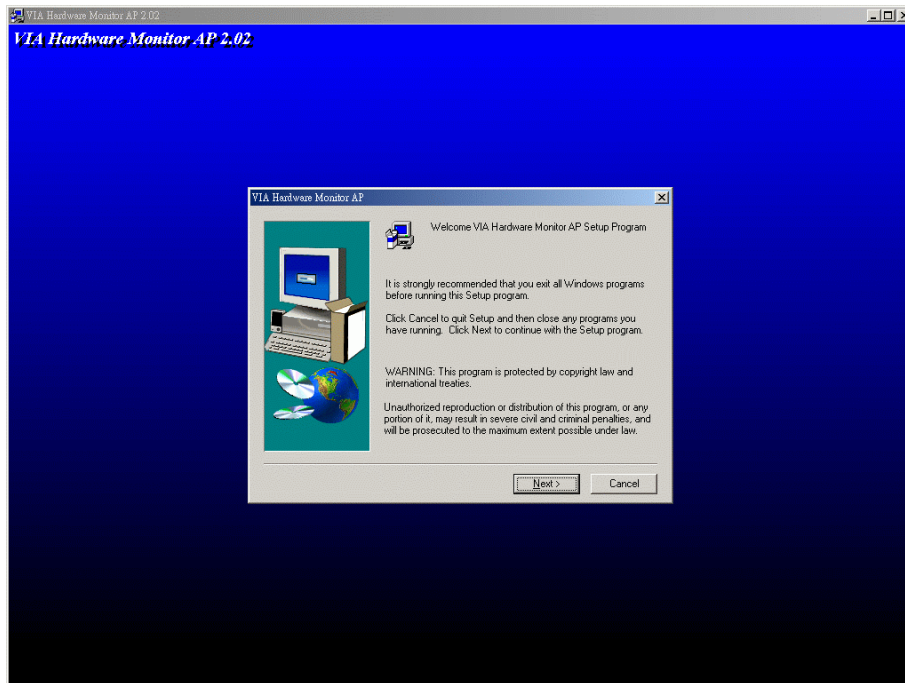 VIA Hardware Monitor AP 2.02
VIA Hardware Monitor AP 2.02
VIA Hardware Monitor AP
Welcome VIA Hardware Monitor AP Setup Program
It is strongly recommended that you exit all Windows programs
before running this Setup program.
Click Cancel to quit Setup and then close any programs you
have running. Click Next to continue with the Setup program.
WARNING: This program is protected by copyright law and
international treaties.
Unauthorized reproduction or distribution of this program, or any
portion of it, may result in severe civil and criminal penalties, and
will be prosecuted to the maximum extent possible under law.
Next >
Cancel